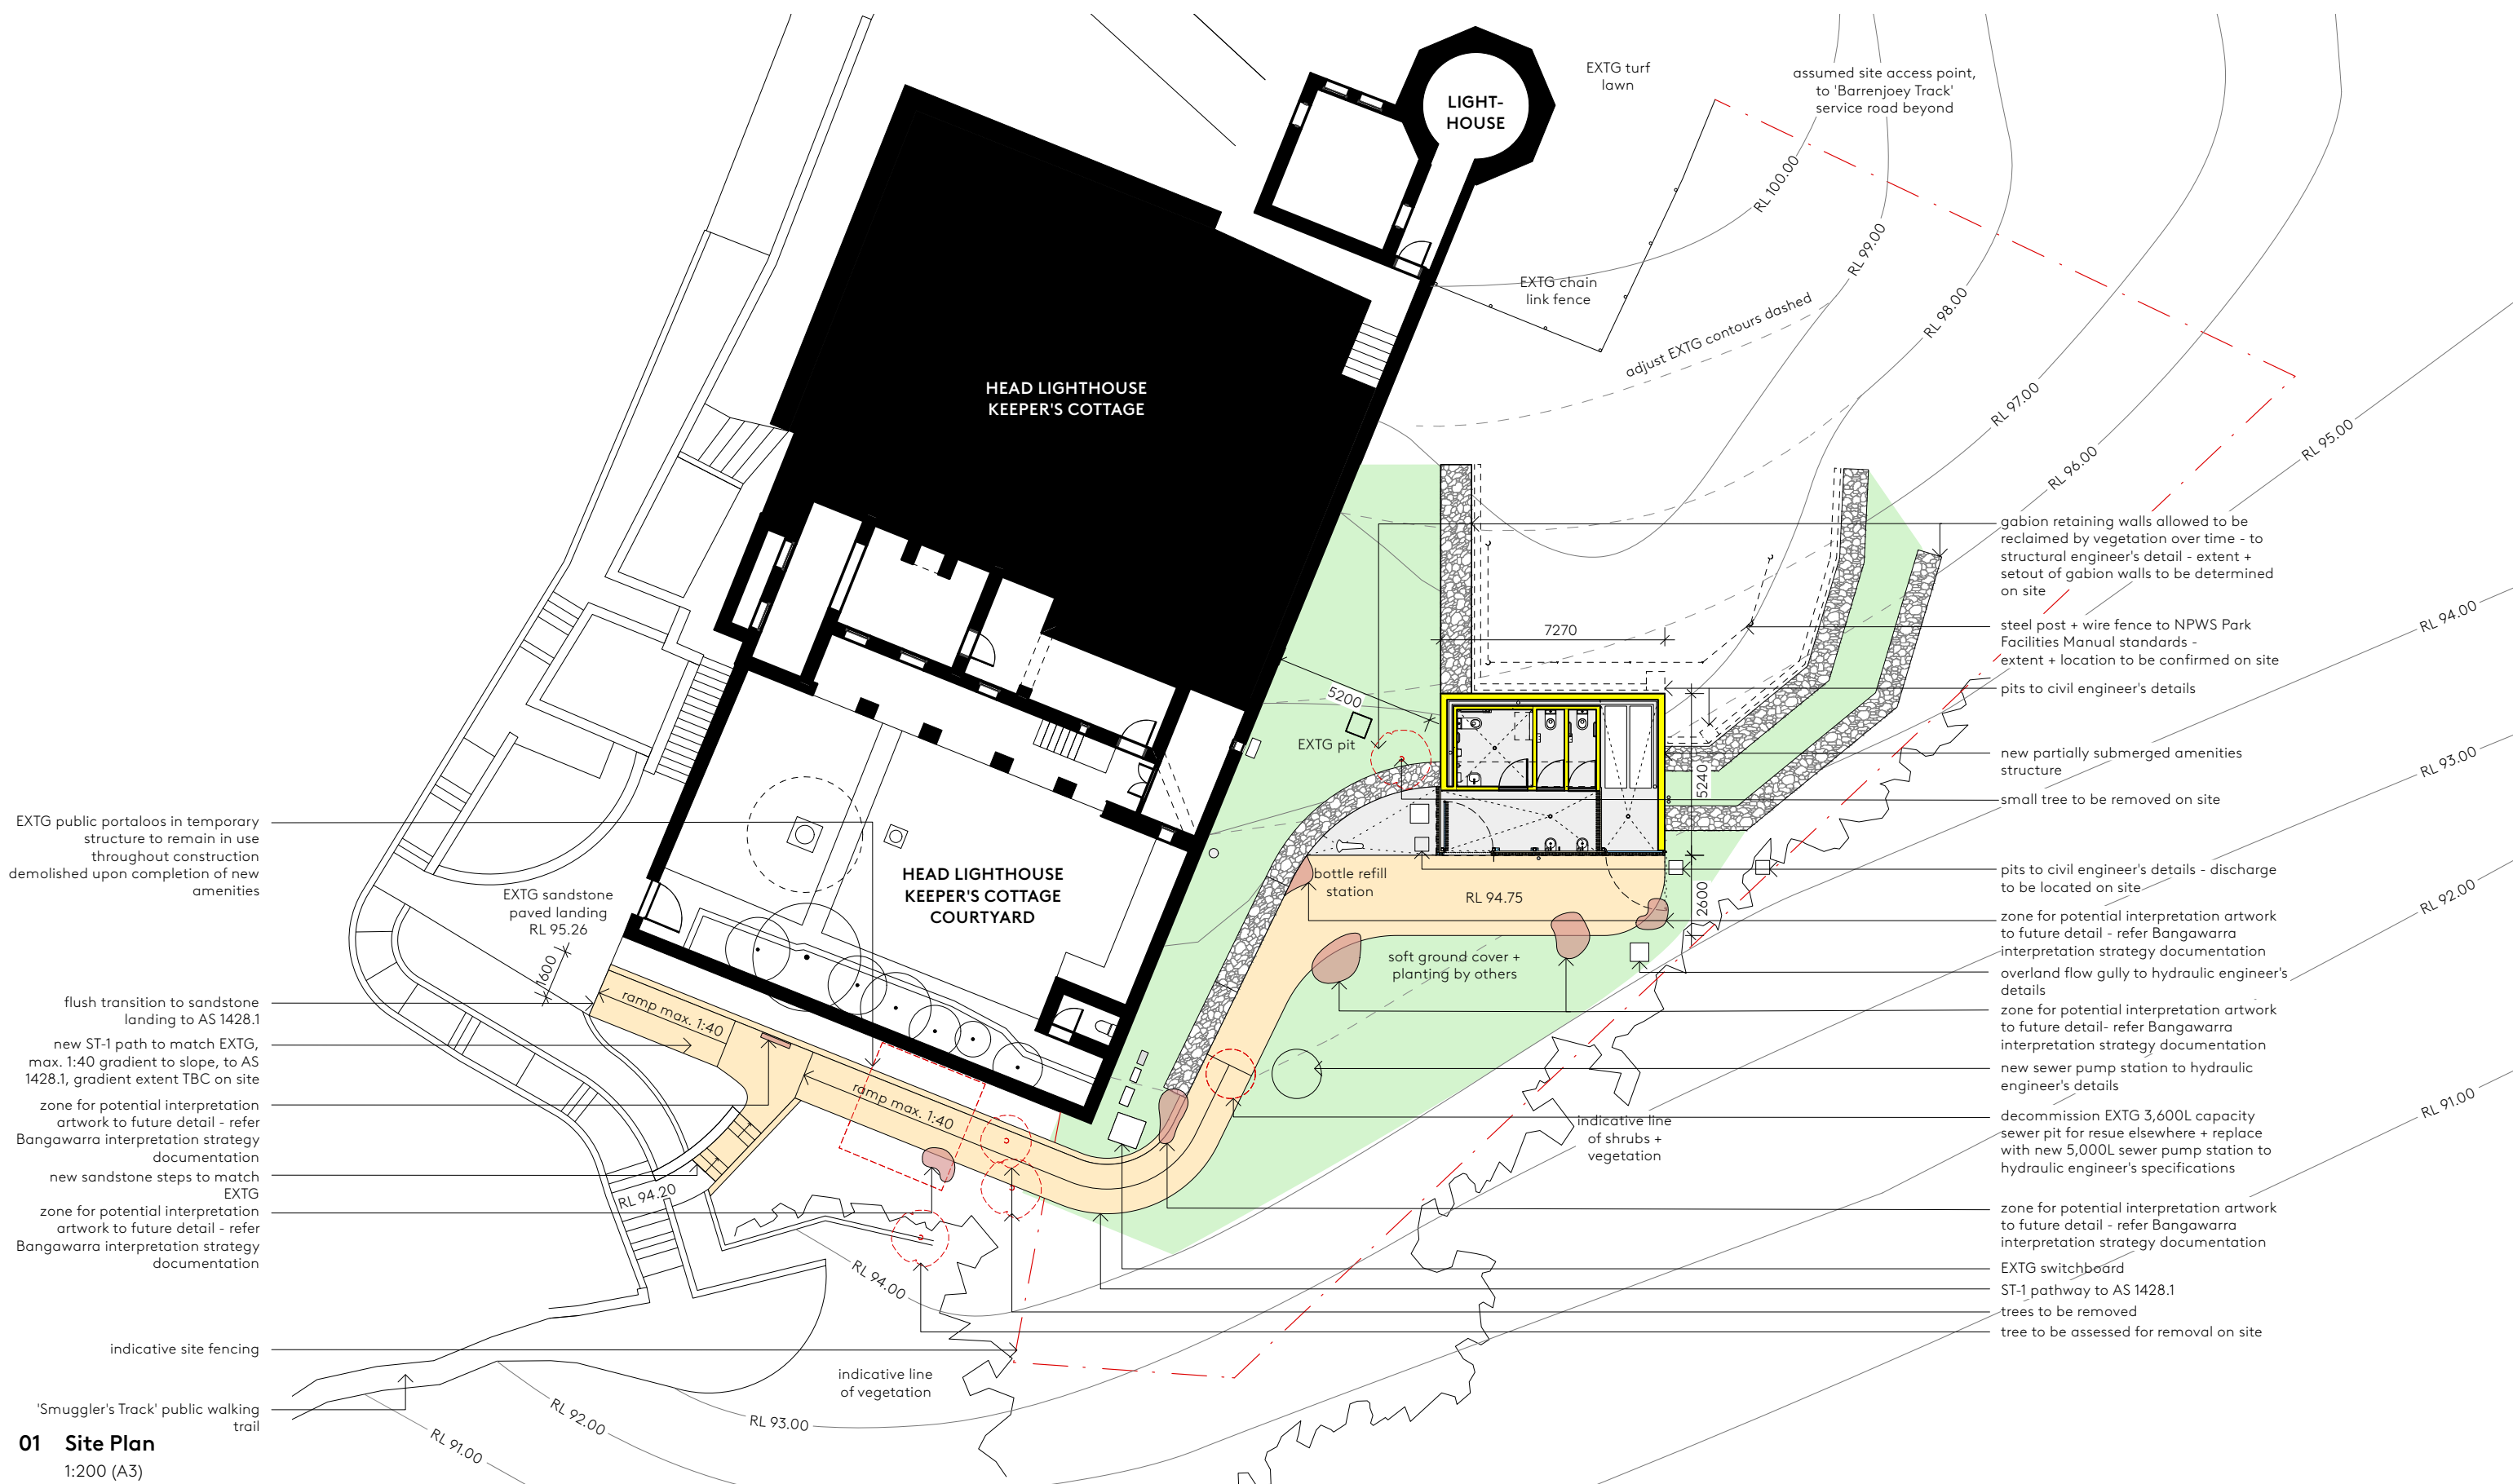 LIGHT-
HOUSE
EXTG turf
lawn
assumed site access point,
to 'Barrenjoey Track'
service road beyond
RL 100.00
RL 99.00
RL 98.00
RL 97.00
RL 96.00
RL 95.00
RL 94.00
RL 93.00
RL 92.00
RL 91.00
EXTG chain
link fence
adjust EXTG contours dashed
HEAD LIGHTHOUSE
KEEPER'S COTTAGE
7270
5200
5240
2600
EXTG pit
bottle refill
station
RL 94.75
soft ground cover +
planting by others
HEAD LIGHTHOUSE
KEEPER'S COTTAGE
COURTYARD
EXTG sandstone
paved landing
RL 95.26
1600
ramp max. 1:40
ramp max. 1:40
RL 94.20
RL 94.00
RL 93.00
RL 92.00
RL 91.00
indicative line
of shrubs +
vegetation
indicative line
of vegetation
EXTG public portaloos in temporary
structure to remain in use
throughout construction
demolished upon completion of new
amenities
flush transition to sandstone
landing to AS 1428.1
new ST-1 path to match EXTG,
max. 1:40 gradient to slope, to AS
1428.1, gradient extent TBC on site
zone for potential interpretation
artwork to future detail - refer
Bangawarra interpretation strategy
documentation
new sandstone steps to match
EXTG
zone for potential interpretation
artwork to future detail - refer
Bangawarra interpretation strategy
documentation
indicative site fencing
'Smuggler's Track' public walking
trail
gabion retaining walls allowed to be
reclaimed by vegetation over time - to
structural engineer's detail - extent +
setout of gabion walls to be determined
on site
steel post + wire fence to NPWS Park
Facilities Manual standards -
extent + location to be confirmed on site
pits to civil engineer's details
new partially submerged amenities
structure
small tree to be removed on site
pits to civil engineer's details - discharge
to be located on site
zone for potential interpretation artwork
to future detail - refer Bangawarra
interpretation strategy documentation
overland flow gully to hydraulic engineer's
details
zone for potential interpretation artwork
to future detail- refer Bangawarra
interpretation strategy documentation
new sewer pump station to hydraulic
engineer's details
decommission EXTG 3,600L capacity
sewer pit for resue elsewhere + replace
with new 5,000L sewer pump station to
hydraulic engineer's specifications
zone for potential interpretation artwork
to future detail - refer Bangawarra
interpretation strategy documentation
EXTG switchboard
ST-1 pathway to AS 1428.1
trees to be removed
tree to be assessed for removal on site
01 Site Plan
1:200 (A3)